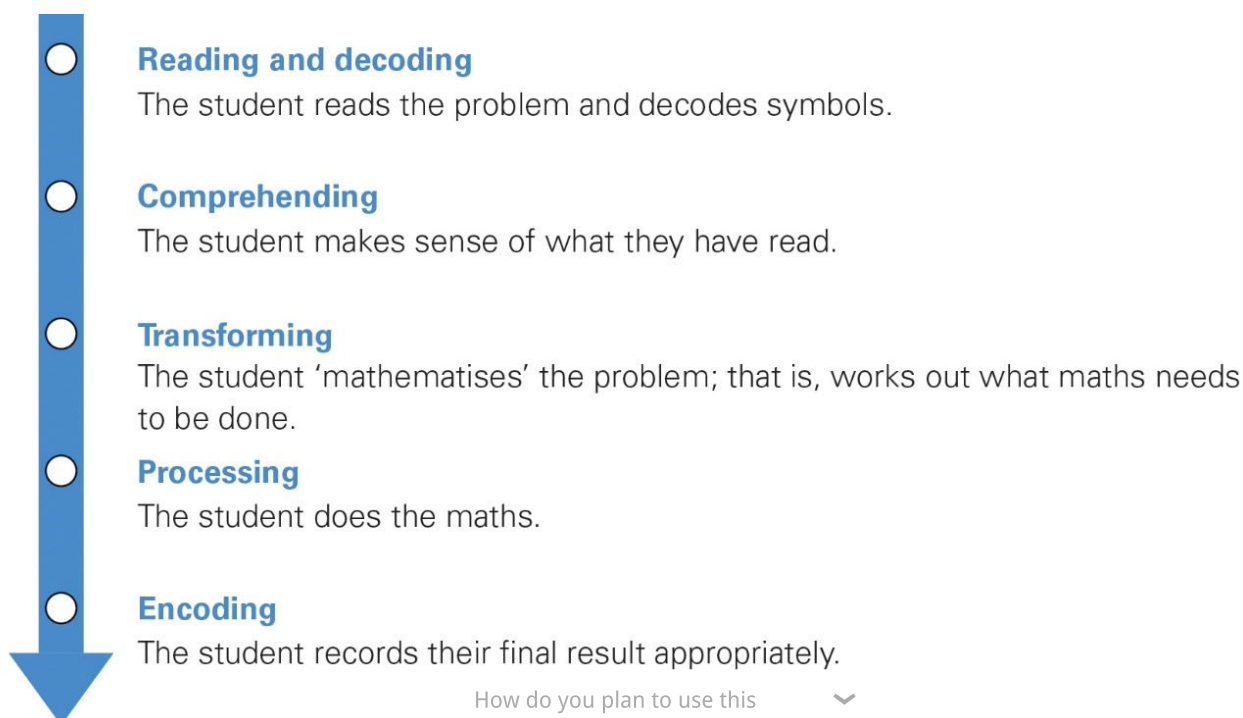 Reading and decoding
The student reads the problem and decodes symbols.
Comprehending
The student makes sense of what they have read.
Transforming
The student ‘mathematises’ the problem; that is, works out what maths needs
to be done.
Processing
The student does the maths.
Encoding
The student records their final result appropriately.
How do you plan to use this